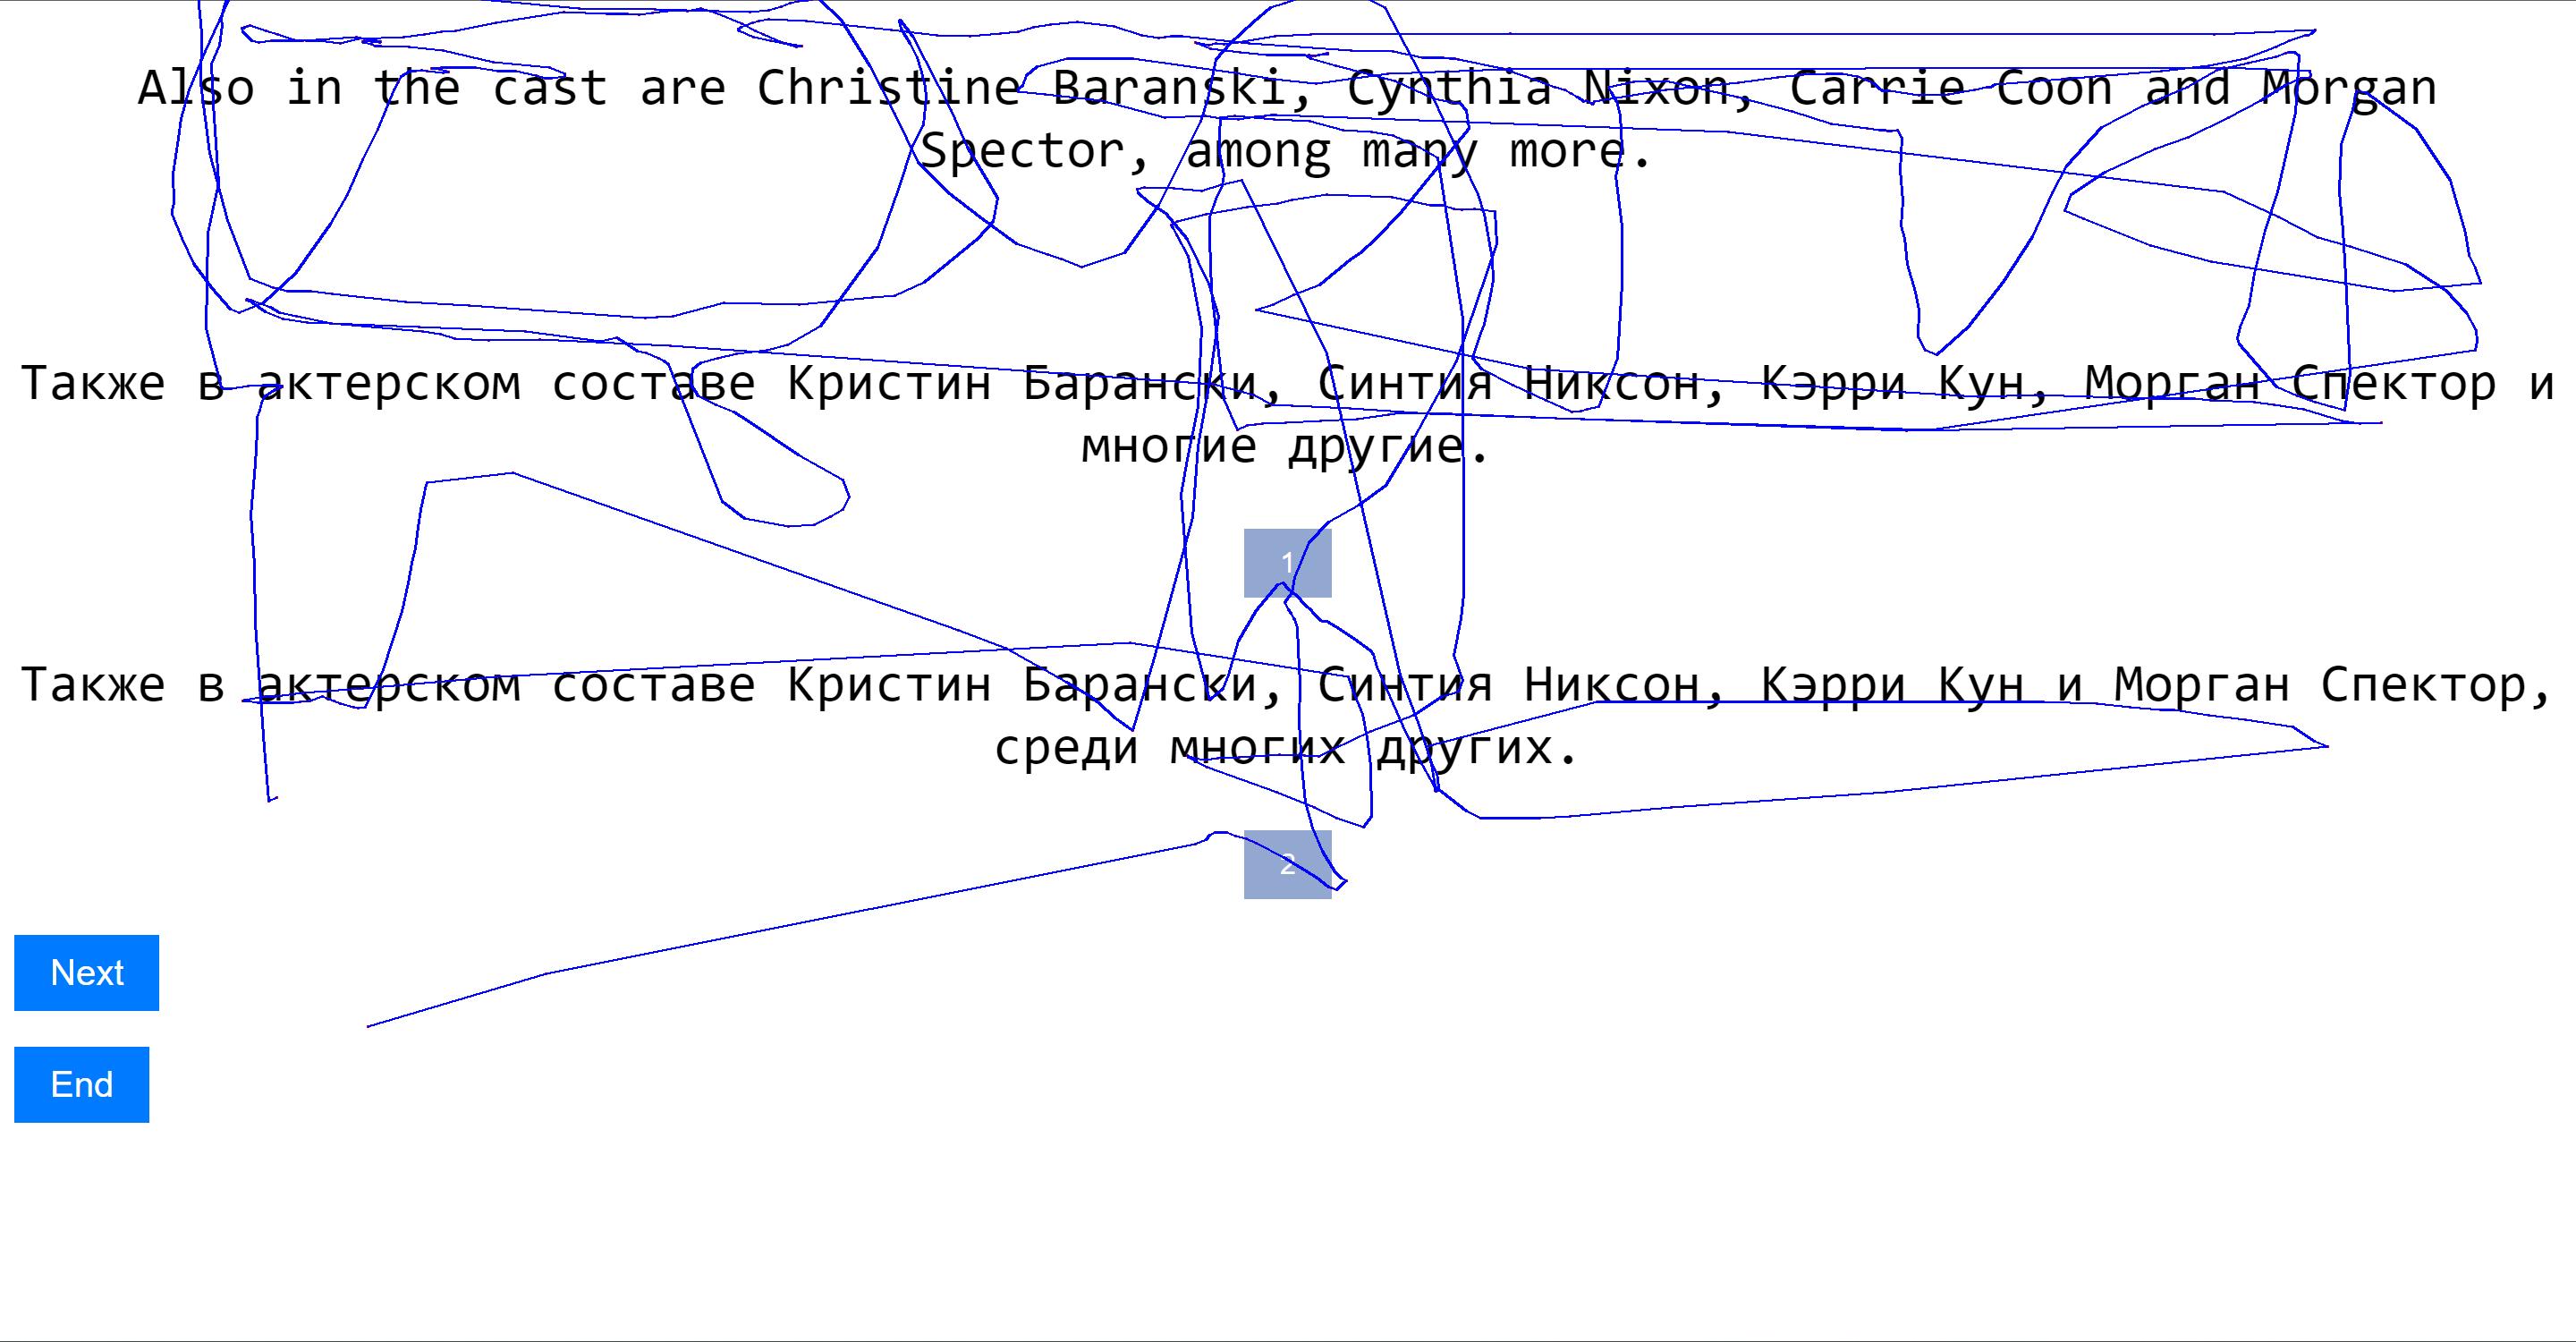 Also in the cast are Christine Baranski, Cynthia Nixon, Carrie Coon and Morgan
Spector, among many more.
Также в актерском составе Кристин Барански, Синтия Никсон, Кэрри Кун, Морган Спектор и
многие другие.
1
Также в актерском составе Кристин Барански, Синтия Никсон, Кэрри Кун и Морган Спектор,
среди многих других.
2
Next
End